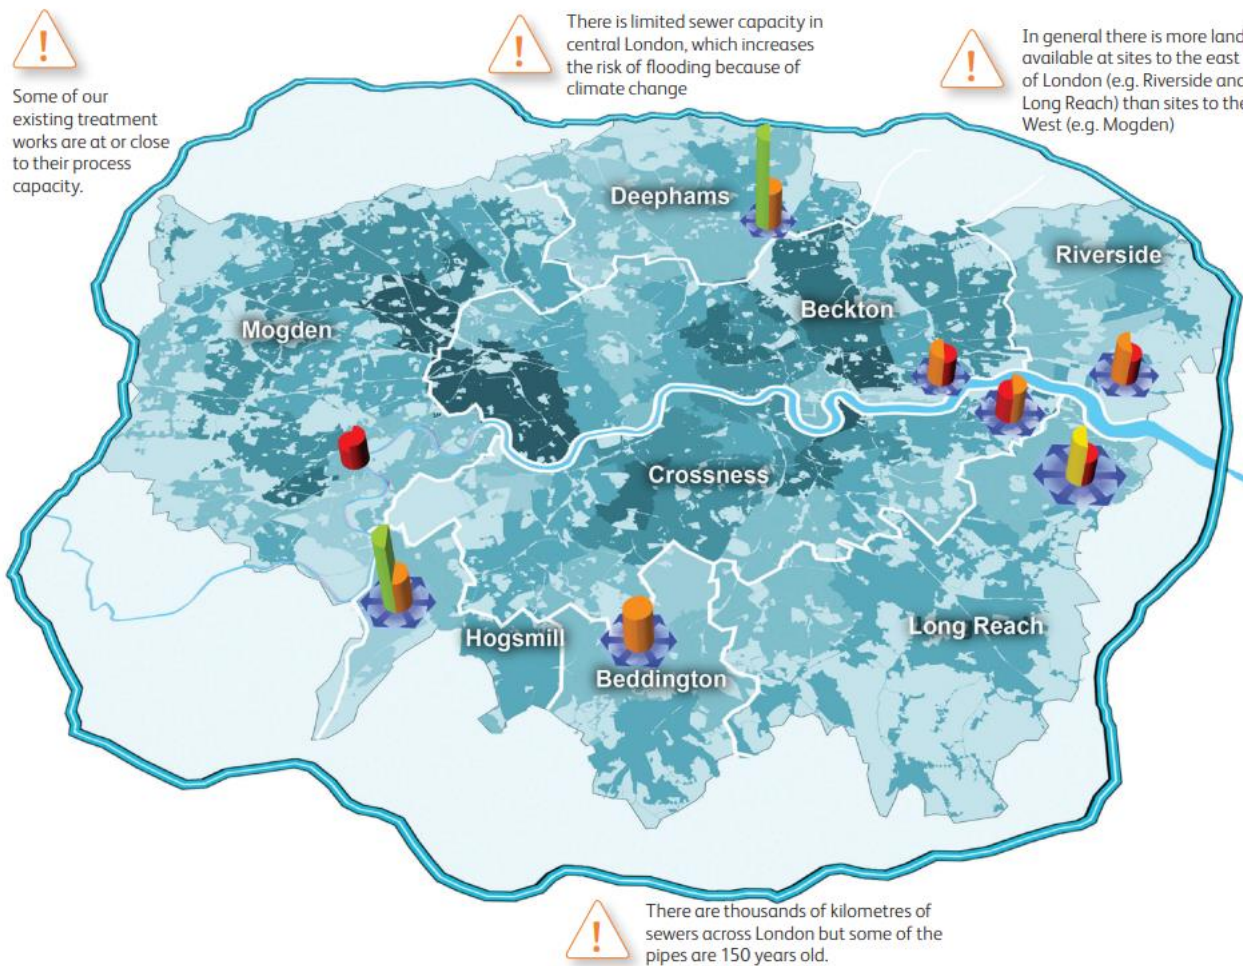 Some of our
existing treatment
works are at or close
to their process
capacity.
There is limited sewer capacity in
central London, which increases
the risk of flooding because of
climate change
In general there is more land
available at sites to the east
of London (e.g. Riverside and
Long Reach) than sites to the
West (e.g. Mogden)
Deephams
Riverside
Beckton
Mogden
Crossness
Long Reach
Hogsmill
Beddington
There are thousands of kilometres of
sewers across London but some of the
pipes are 150 years old.